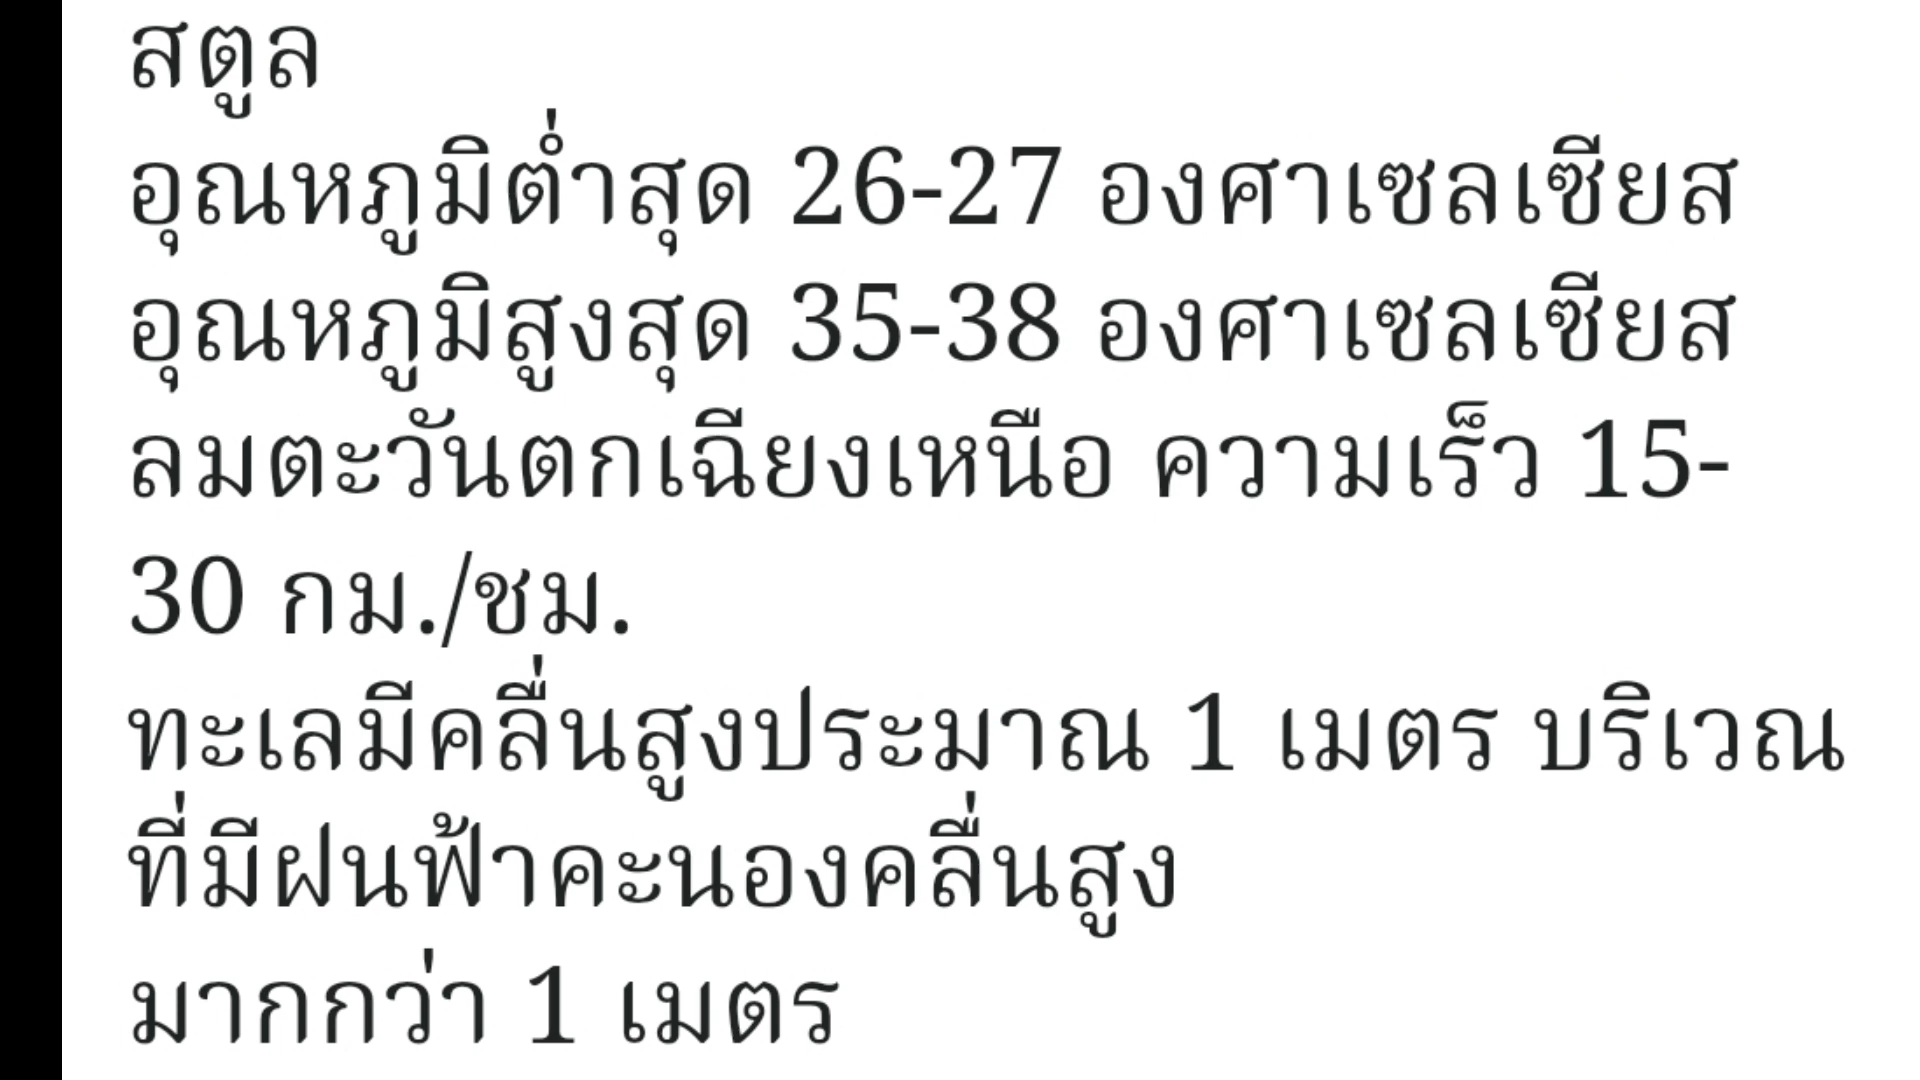 สตูล
อุณหภูมิต่ำสุด 26-27 องศาเซลเซียส
อุณหภูมิสูงสุด 35-38 องศาเซลเซียส
ลมตะวันตกเฉียงเหนือ ความเร็ว 15-
30 กม./ชม.
ทะเลมีคลื่นสูงประมาณ 1 เมตร บริเวณ
ที่มีฝนฟ้าคะนองคลื่นสูง
มากกว่า 1 เมตร